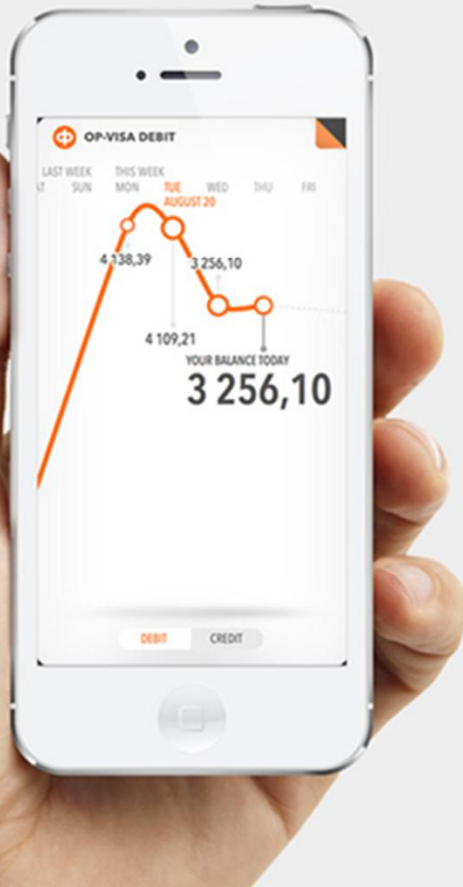 OP-VISA DEBIT
LAST WEEK THIS WEEK
AT SUN MON TUE WED THU FRI
AUGUST 20
4 138,39
3 256,10
4 109,21
YOUR BALANCE TODAY
3 256,10
DEBIT CREDIT